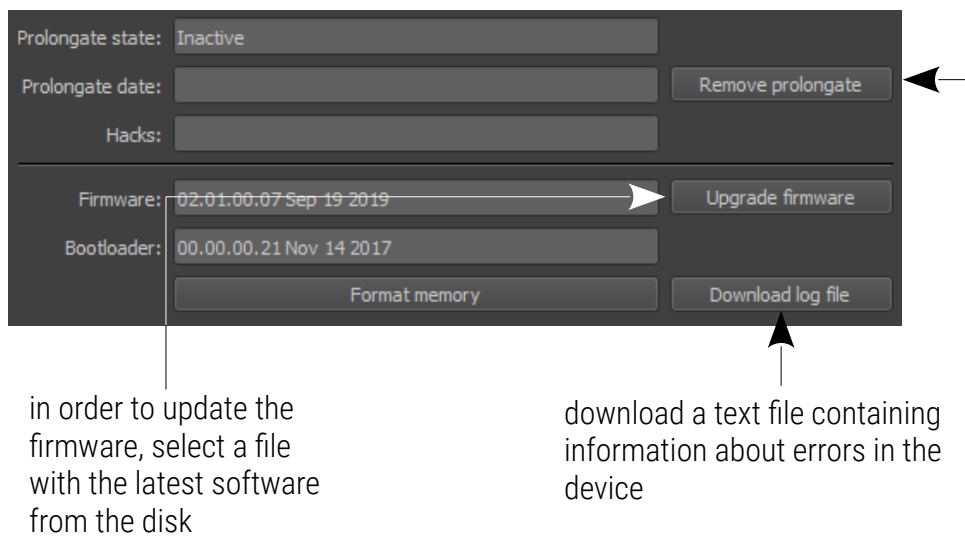 Prolongate state: Inactive
Prolongate date: Remove prolongate
Hacks:
Firmware: 02.01.00.07 Sep 19 2019 Upgrade firmware
Bootloader: 00.00.00.21 Nov 14 2017
Format memory Download log file
in order to update the
firmware, select a file
with the latest software
from the disk
download a text file containing
information about errors in the
device